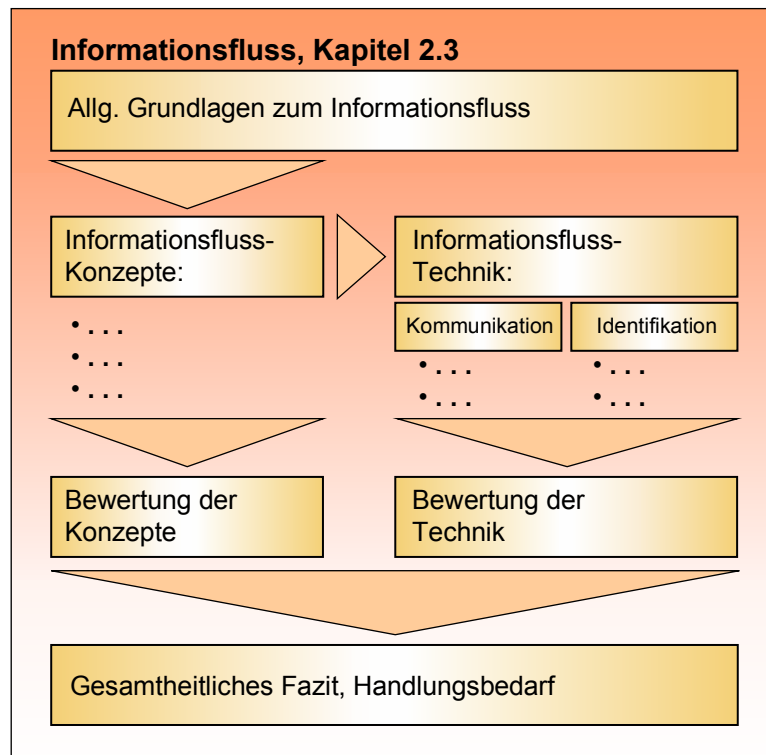 Informationsfluss, Kapitel 2.3
Allg. Grundlagen zum Informationsfluss
Informationsfluss-
Konzepte:
• . . .
• . . .
• . . .
Informationsfluss-
Technik:
Kommunikation
• . . .
• . . .
Identifikation
• . . .
• . . .
Bewertung der
Konzepte
Bewertung der
Technik
Gesamtheitliches Fazit, Handlungsbedarf